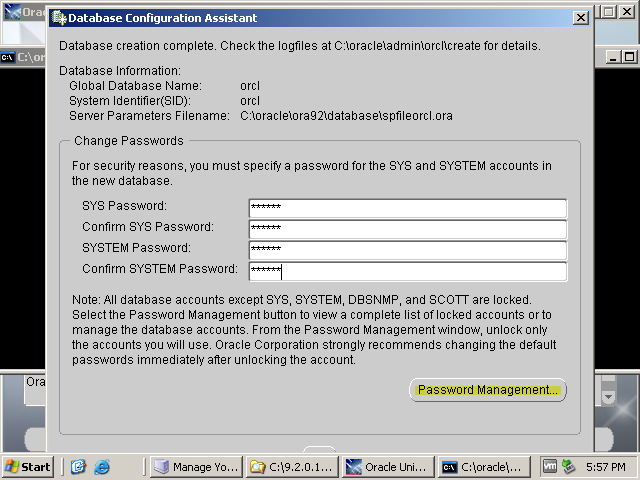 Orac
Database Configuration Assistant
C:\o
Database creation complete. Check the logfiles at C:\oracle\admin\orcl\create for details.
Database Information:
Global Database Name: orcl
System Identifier(SID): orcl
Server Parameters Filename: C:\oracle\ora92\database\spfileorcl.ora
Change Passwords
For security reasons, you must specify a password for the SYS and SYSTEM accounts in
the new database.
SYS Password: ******
Confirm SYS Password: ******
SYSTEM Password: ******
Confirm SYSTEM Password: ******
Note: All database accounts except SYS, SYSTEM, DBSNMP, and SCOTT are locked.
Select the Password Management button to view a complete list of locked accounts or to
manage the database accounts. From the Password Management window, unlock only
the accounts you will use. Oracle Corporation strongly recommends changing the default
passwords immediately after unlocking the account.
Ora
Password Management...
Start Manage Yo... C:\9.2.0.1... Oracle Uni... C:\oracle\... vm 5:57 PM